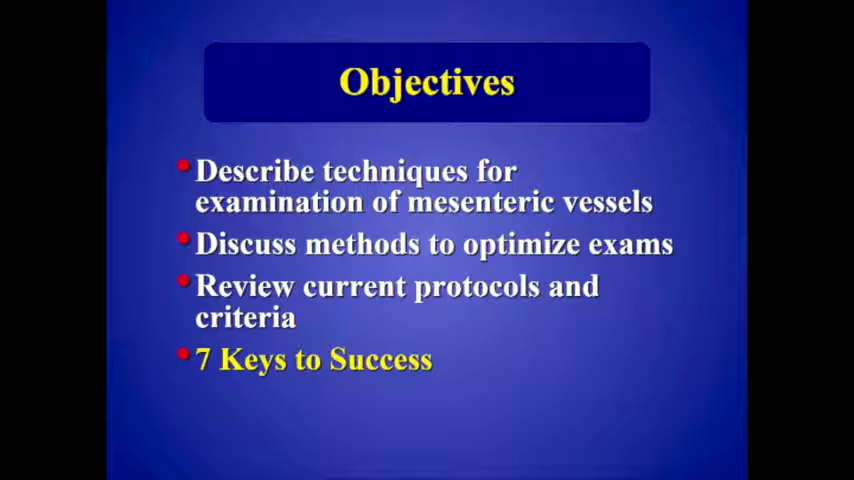 Objectives
• Describe techniques for
examination of mesenteric vessels
• Discuss methods to optimize exams
• Review current protocols and
criteria
• 7 Keys to Success